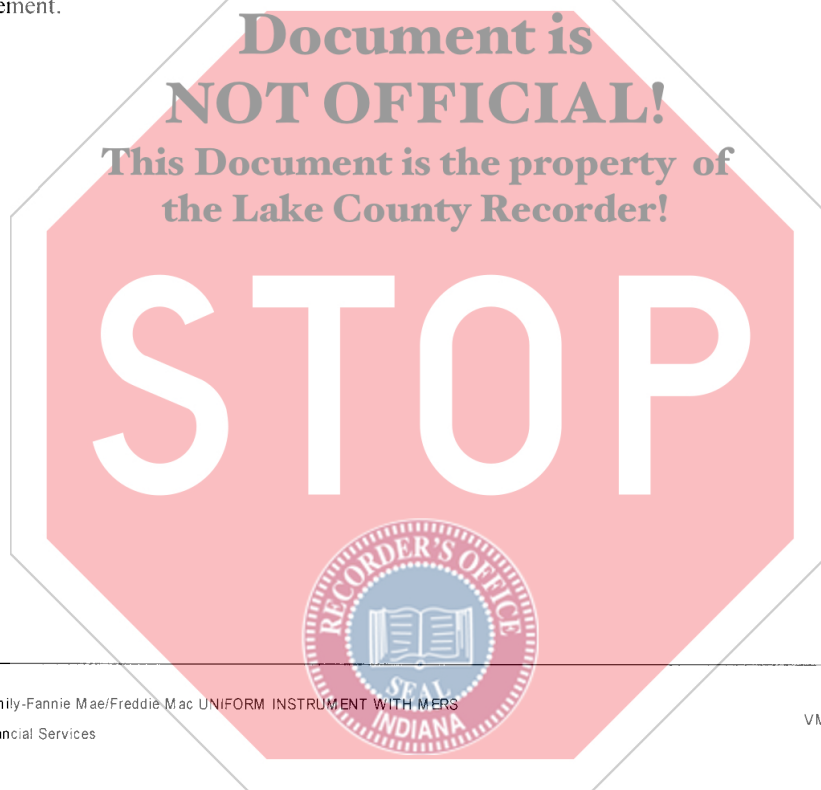 ement.
Document is
NOT OFFICIAL!
This Document is the property of
the Lake County Recorder!
STOP
RECORDER'S OFFICE
SEAL
INDIANA
nily-Fannie Mae/Freddie Mac UNIFORM INSTRUMENT WITH MERS
VM
ancial Services